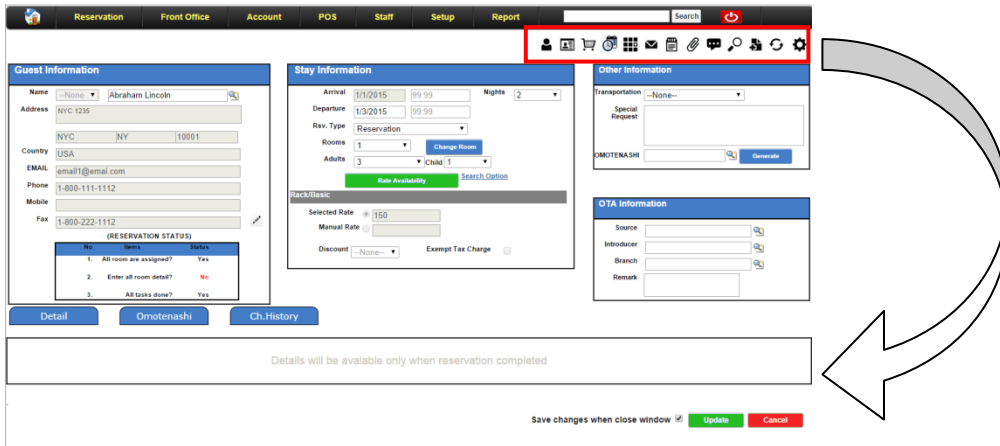 Reservation Front Office Account POS Staff Setup Report Search
Guest Information
Name --None Abraham Lincoln
Address NYC 1235
NYC NY 10001
Country USA
EMAIL email1@emai.com
Phone 1-800-111-1112
Mobile
Fax 1-800-222-1112
(RESERVATION STATUS)
No Items Status
1. All room are assigned? Yes
2. Enter all room detail? No
3. All tasks done? Yes
Stay Information
Arrival 1/1/2015 99:99 Nights 2
Departure 1/3/2015 99:99
Rsv. Type Reservation
Rooms 1 Change Room
Adults 3 Child 1
Rate Availability Search Option
Rack/Basic
Selected Rate 150
Manual Rate
Discount --None-- Exempt Tax Charge
Other Information
Transportation --None--
Special
Request
OMOTENASHI Generate
OTA Information
Source
Introducer
Branch
Remark
Detail Omotenashi Ch.History
Details will be avaiable only when reservation completed
Save changes when close window Update Cancel